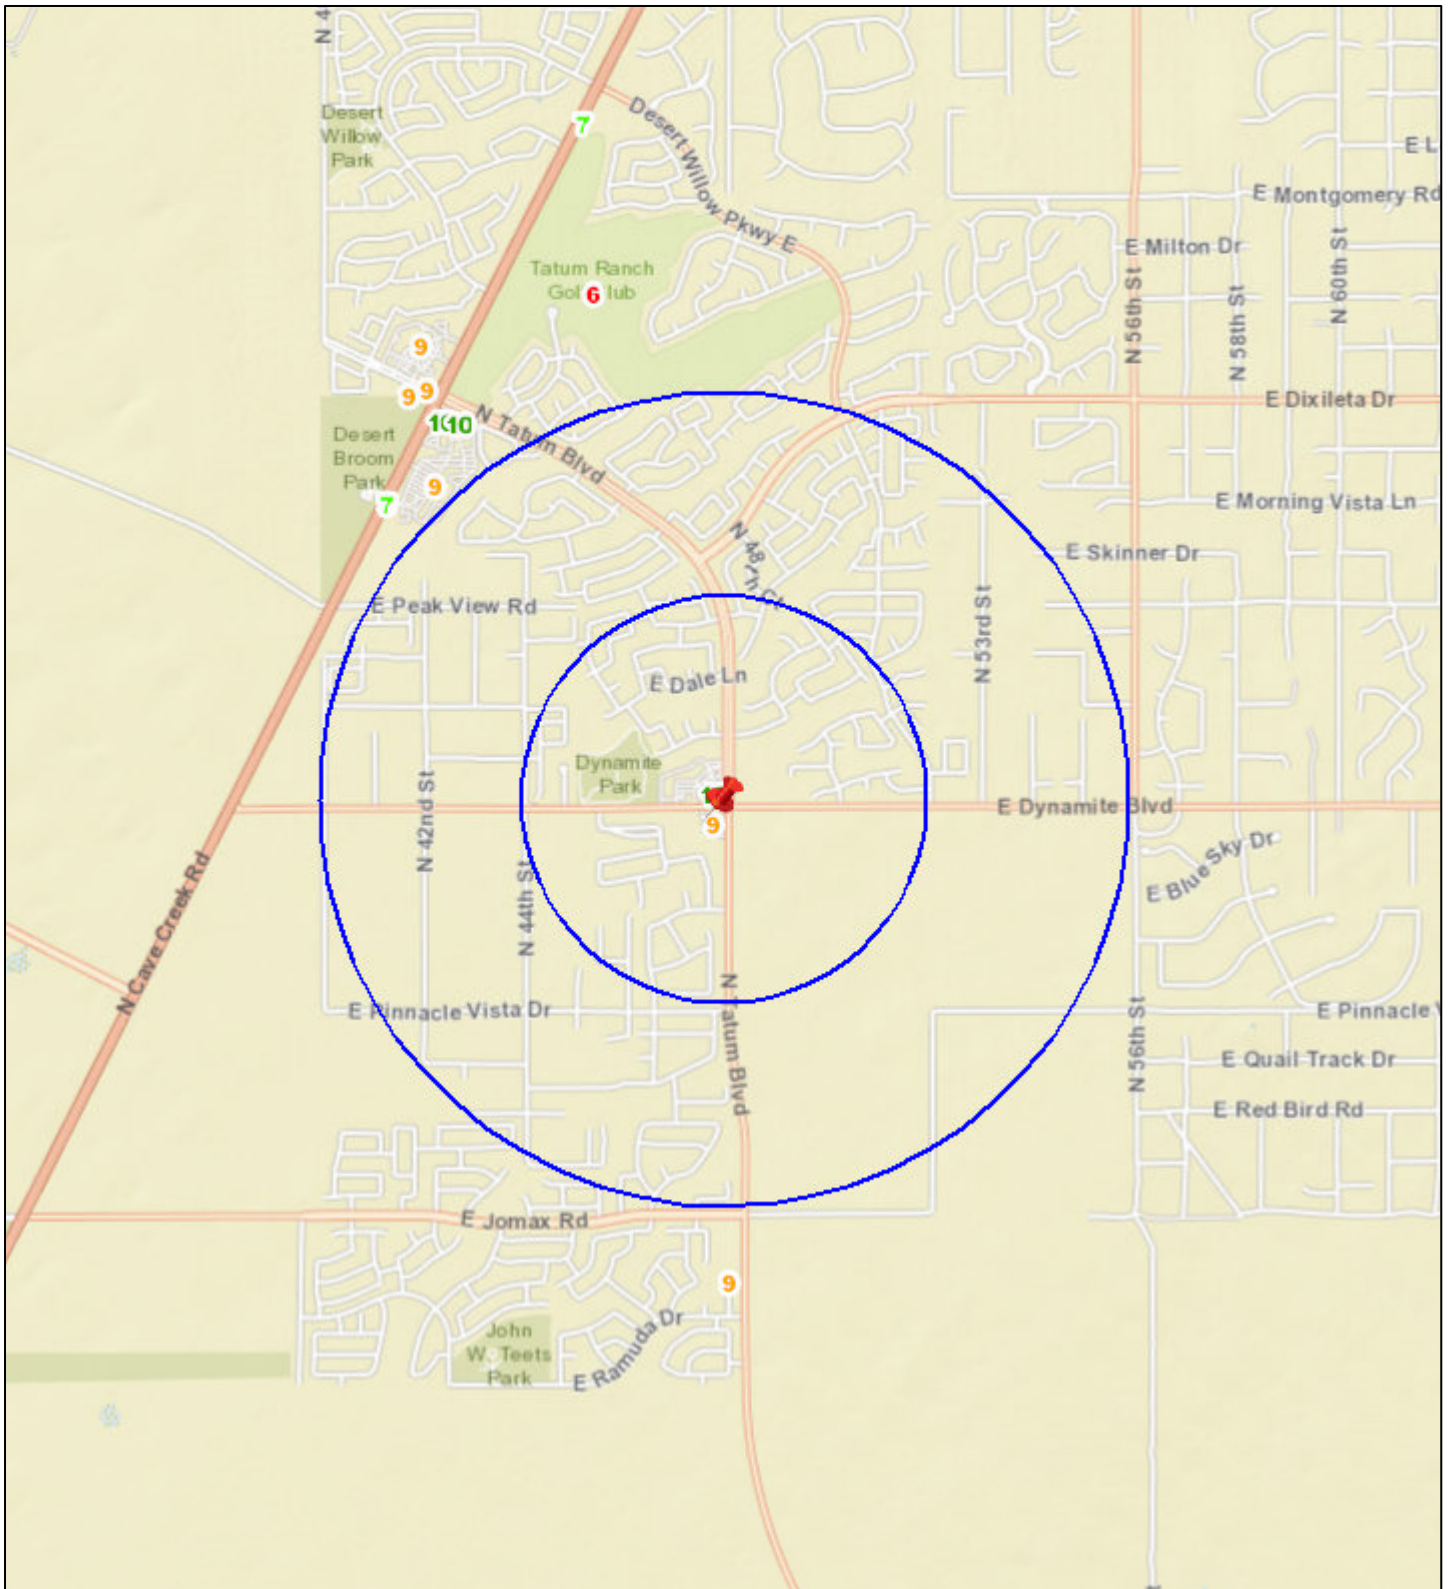 N 4
Desert
Willow
Park
7
Desert Willow Pkwy E
E L
E Montgomery Rd
E Milton Dr
N 56th St
N 58th St
N 60th St
Tatum Ranch
Gol
lub
6
9
9
9
10
N Tatum Blvd
Desert
Broom
Park
9
7
E Dixileta Dr
E Morning Vista Ln
E Skinner Dr
N 48th Ct
E Peak View Rd
N 53rd St
E Dale Ln
Dynamite
Park
9
E Dynamite Blvd
N 42nd St
N 44th St
E Blue Sky Dr
N Cave Creek Rd
E Pinnacle Vista Dr
N Tatum Blvd
E Pinnacle
N 56th St
E Quail Track Dr
E Red Bird Rd
E Jomax Rd
9
John
W. Teets
Park
E Ramuda Dr